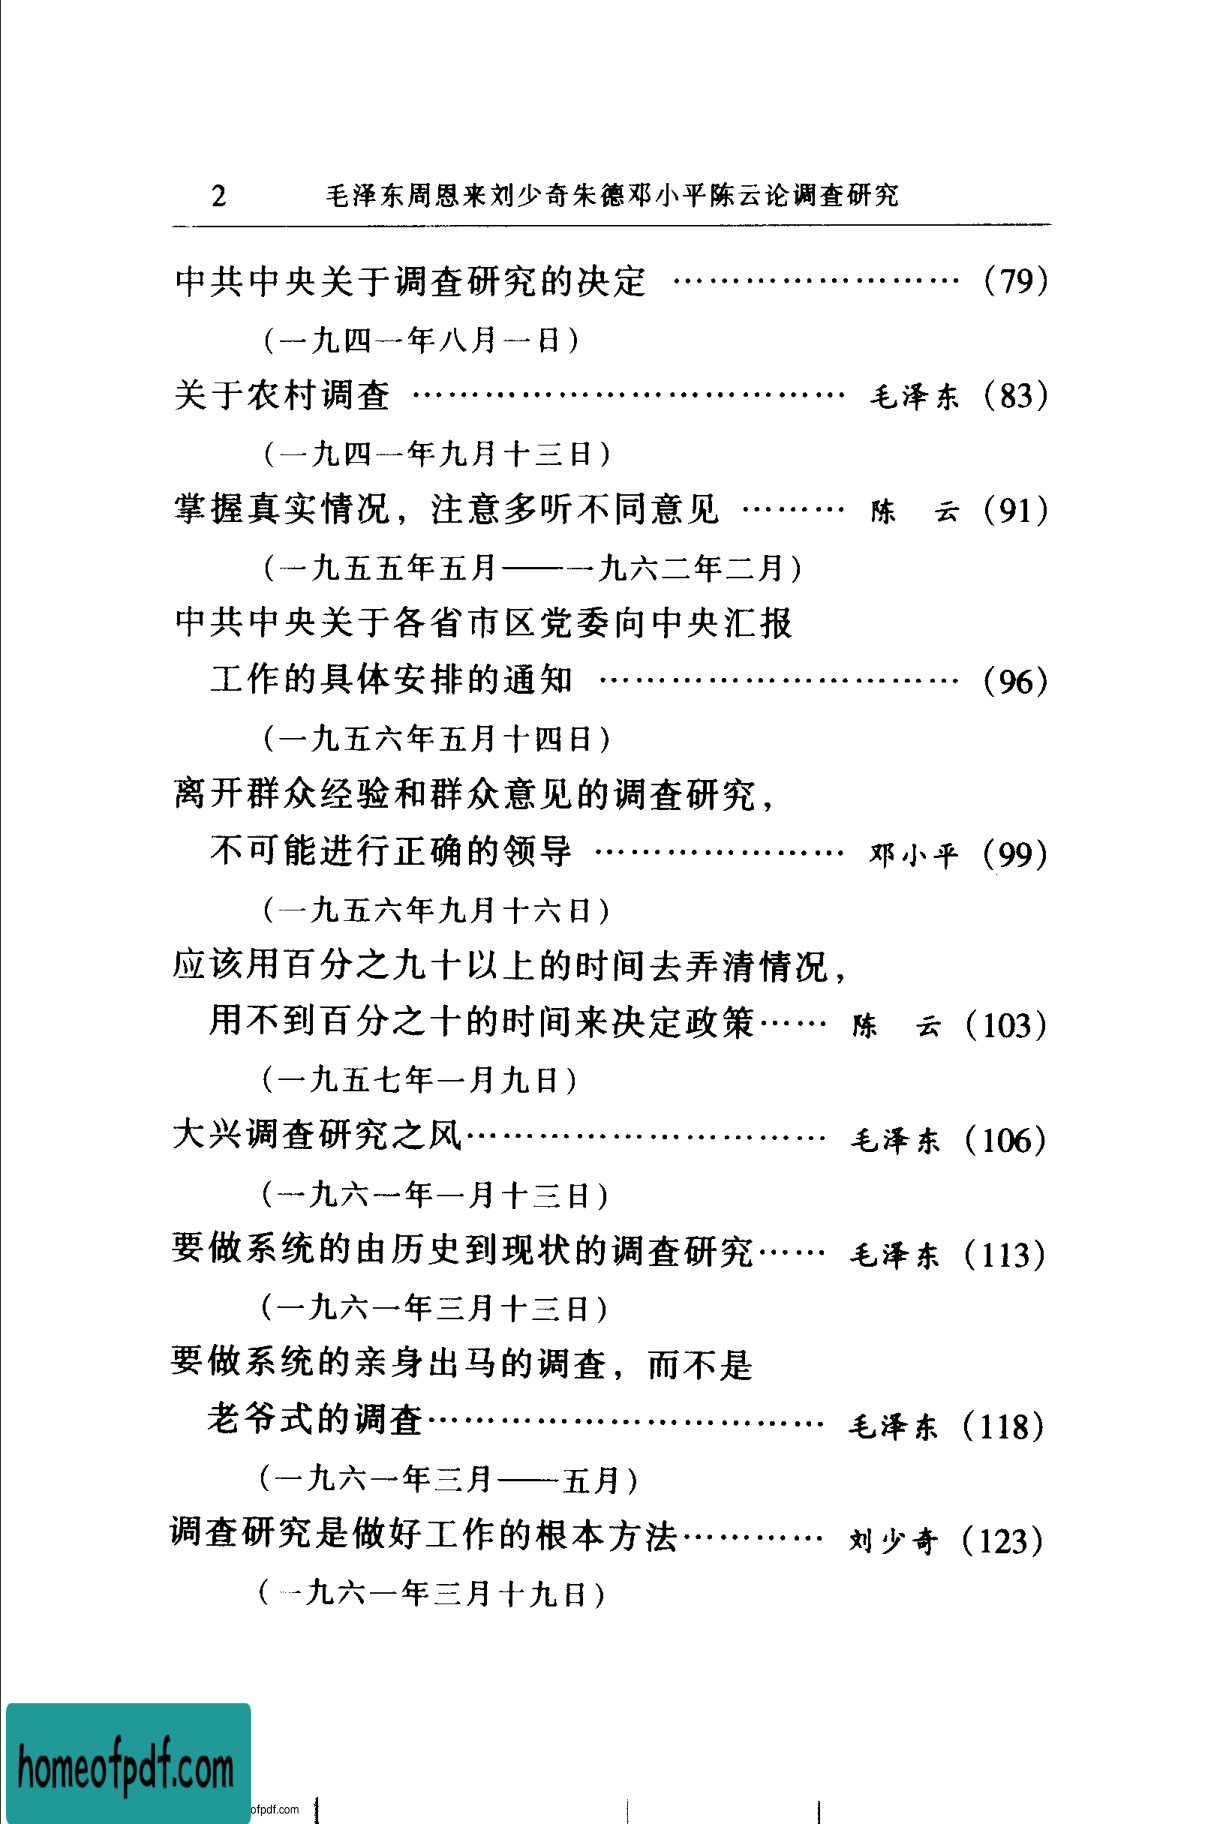 2 毛泽东周恩来刘少奇朱德邓小平陈云论调查研究
中共中央关于调查研究的决定 …………………… (79)
(一九四一年八月一日)
关于农村调查 ……………………………… 毛泽东 (83)
(一九四一年九月十三日)
掌握真实情况，注意多听不同意见 ……… 陈　云 (91)
(一九五五年五月——一九六二年二月)
中共中央关于各省市区党委向中央汇报
工作的具体安排的通知 ………………………… (96)
(一九五六年五月十四日)
离开群众经验和群众意见的调查研究，
不可能进行正确的领导 ………………… 邓小平 (99)
(一九五六年九月十六日)
应该用百分之九十以上的时间去弄清情况，
用不到百分之十的时间来决定政策…… 陈　云 (103)
(一九五七年一月九日)
大兴调查研究之风………………………… 毛泽东 (106)
(一九六一年一月十三日)
要做系统的由历史到现状的调查研究…… 毛泽东 (113)
(一九六一年三月十三日)
要做系统的亲身出马的调查，而不是
老爷式的调查…………………………… 毛泽东 (118)
(一九六一年三月——五月)
调查研究是做好工作的根本方法………… 刘少奇 (123)
(一九六一年三月十九日)
homeofpdf.com
ofpdf.com